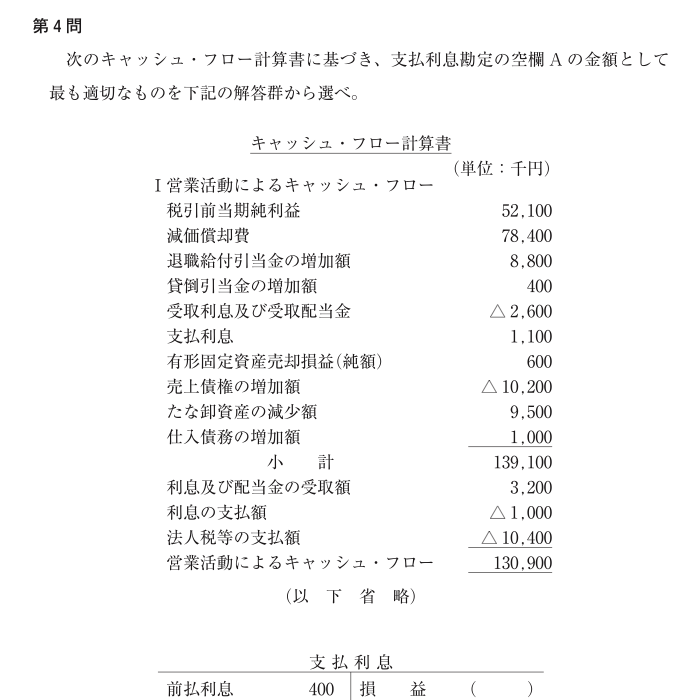 第4問
次のキャッシュ・フロー計算書に基づき、支払利息勘定の空欄Aの金額として
最も適切なものを下記の解答群から選べ。
キャッシュ・フロー計算書
(単位：千円)
Ⅰ営業活動によるキャッシュ・フロー
税引前当期純利益 52,100
減価償却費 78,400
退職給付引当金の増加額 8,800
貸倒引当金の増加額 400
受取利息及び受取配当金 △2,600
支払利息 1,100
有形固定資産売却損益(純額) 600
売上債権の増加額 △10,200
たな卸資産の減少額 9,500
仕入債務の増加額 1,000
小　計 139,100
利息及び配当金の受取額 3,200
利息の支払額 △1,000
法人税等の支払額 △10,400
営業活動によるキャッシュ・フロー 130,900
(以　下　省　略)
支払利息
前払利息 400 損　益 (　　)